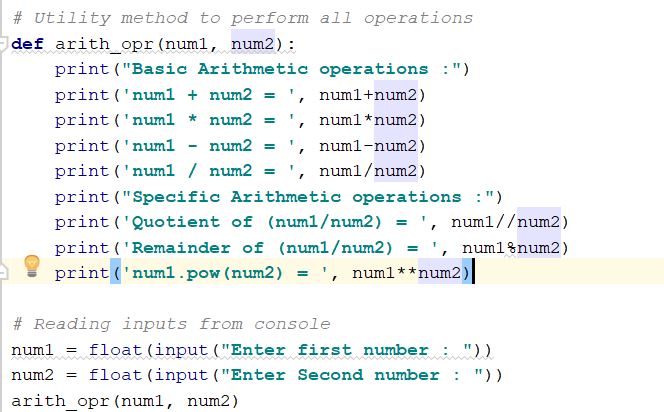 # Utility method to perform all operations
def arith_opr(num1, num2):
    print("Basic Arithmetic operations :")
    print('num1 + num2 = ', num1+num2)
    print('num1 * num2 = ', num1*num2)
    print('num1 - num2 = ', num1-num2)
    print('num1 / num2 = ', num1/num2)
    print("Specific Arithmetic operations :")
    print('Quotient of (num1/num2) = ', num1//num2)
    print('Remainder of (num1/num2) = ', num1%num2)
    print('num1.pow(num2) = ', num1**num2)

# Reading inputs from console
num1 = float(input("Enter first number : "))
num2 = float(input("Enter Second number : "))
arith_opr(num1, num2)